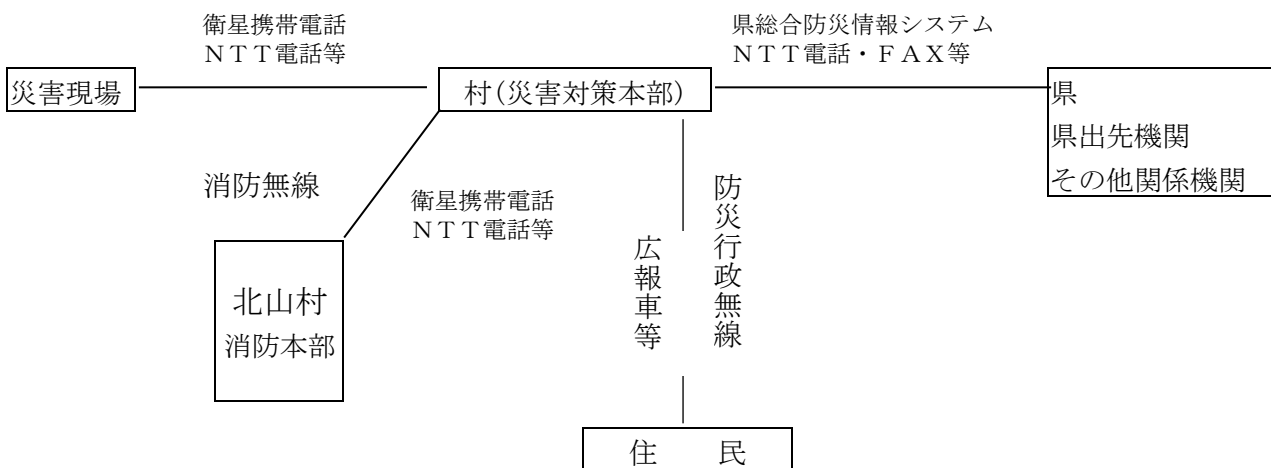 衛星携帯電話
ＮＴＴ電話等
県総合防災情報システム
ＮＴＴ電話・ＦＡＸ等
災害現場
村（災害対策本部）
県
県出先機関
その他関係機関
消防無線
衛星携帯電話
ＮＴＴ電話等
防災行政無線
広報車等
北山村
消防本部
住　　民